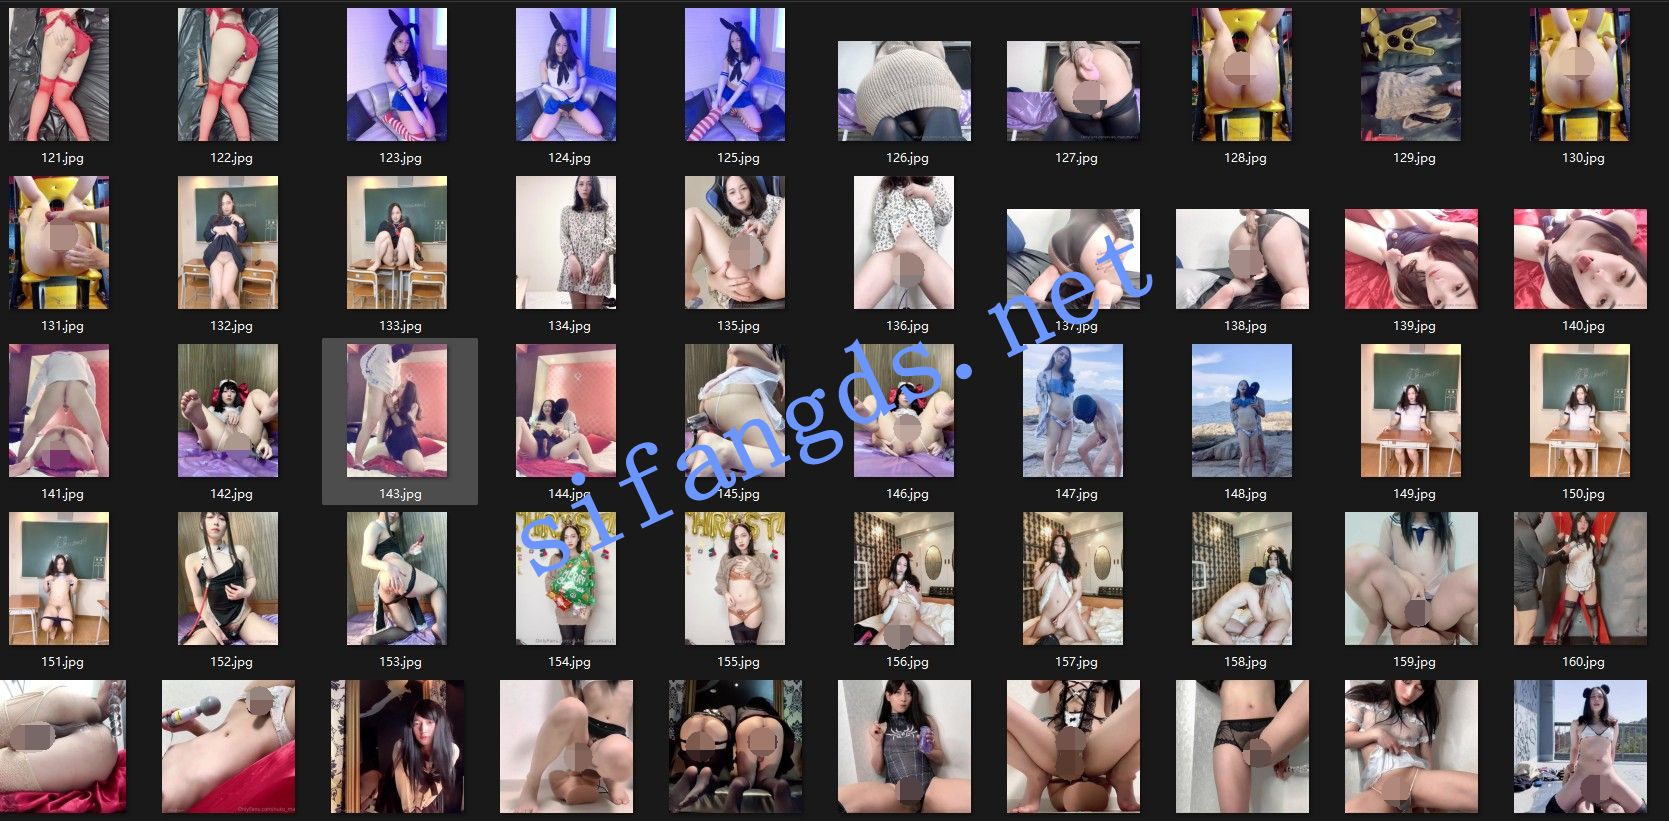 121.jpg 122.jpg 123.jpg 124.jpg 125.jpg 126.jpg 127.jpg 128.jpg 129.jpg 130.jpg
131.jpg 132.jpg 133.jpg 134.jpg 135.jpg 136.jpg 137.jpg 138.jpg 139.jpg 140.jpg
sifangds.net
141.jpg 142.jpg 143.jpg 144.jpg 145.jpg 146.jpg 147.jpg 148.jpg 149.jpg 150.jpg
151.jpg 152.jpg 153.jpg 154.jpg 155.jpg 156.jpg 157.jpg 158.jpg 159.jpg 160.jpg